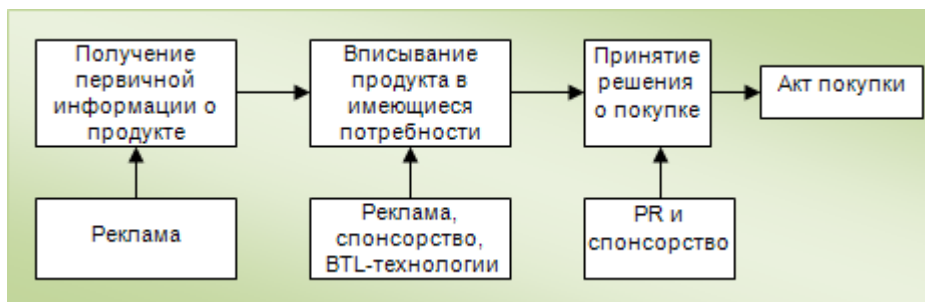 Получение
первичной
информации о
продукте
Вписывание
продукта в
имеющиеся
потребности
Принятие
решения
о покупке
Акт покупки
Реклама
Реклама,
спонсорство,
BTL-технологии
PR и
спонсорство